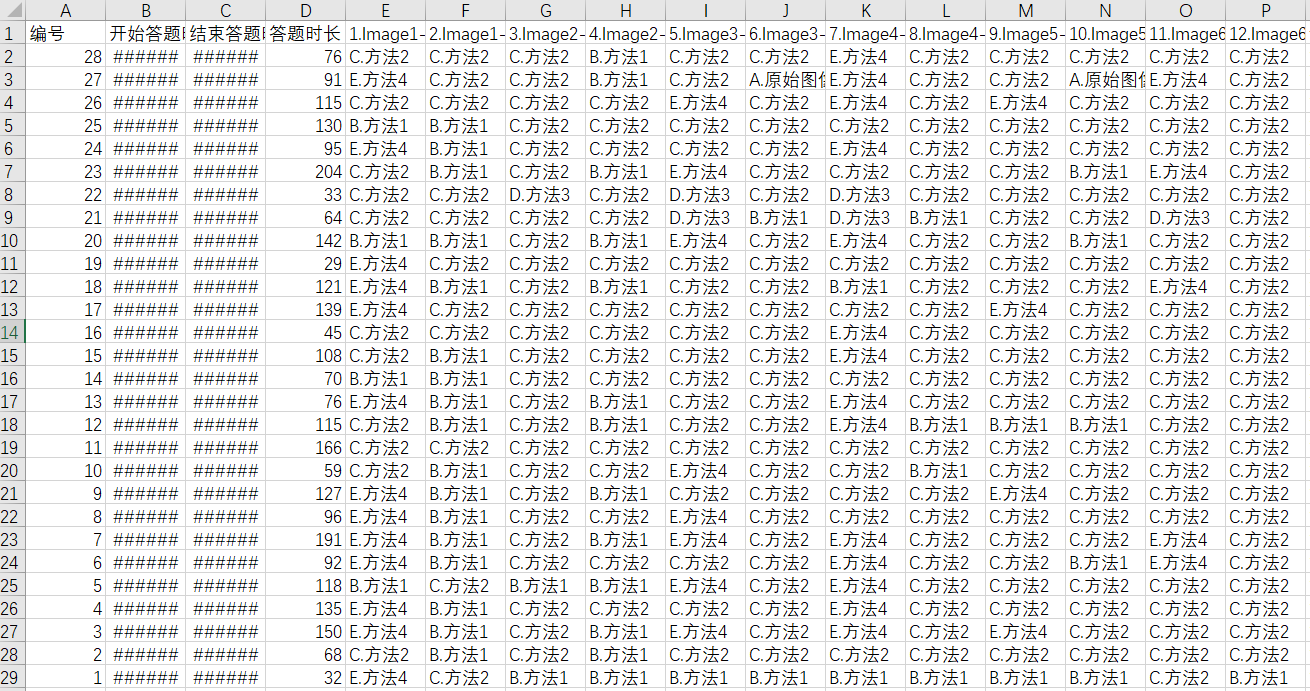 A B C D E F G H I J K L M N O P
1 编号 开始答题时 结束答题时 答题时长 1.Image1- 2.Image1- 3.Image2- 4.Image2- 5.Image3- 6.Image3- 7.Image4- 8.Image4- 9.Image5- 10.Image5 11.Image6 12.Image6
2 28 ###### ###### 76 C.方法2 C.方法2 C.方法2 B.方法1 C.方法2 C.方法2 E.方法4 C.方法2 C.方法2 C.方法2 C.方法2 C.方法2
3 27 ###### ###### 91 E.方法4 C.方法2 C.方法2 B.方法1 C.方法2 A.原始图像 E.方法4 C.方法2 C.方法2 A.原始图像 E.方法4 C.方法2
4 26 ###### ###### 115 C.方法2 C.方法2 C.方法2 C.方法2 E.方法4 C.方法2 E.方法4 C.方法2 E.方法4 C.方法2 C.方法2 C.方法2
5 25 ###### ###### 130 B.方法1 B.方法1 C.方法2 C.方法2 C.方法2 C.方法2 C.方法2 C.方法2 C.方法2 C.方法2 C.方法2 C.方法2
6 24 ###### ###### 95 E.方法4 B.方法1 C.方法2 C.方法2 C.方法2 C.方法2 E.方法4 C.方法2 C.方法2 C.方法2 C.方法2 C.方法2
7 23 ###### ###### 204 C.方法2 B.方法1 C.方法2 B.方法1 E.方法4 C.方法2 C.方法2 C.方法2 C.方法2 B.方法1 E.方法4 C.方法2
8 22 ###### ###### 33 C.方法2 C.方法2 D.方法3 C.方法2 D.方法3 C.方法2 D.方法3 C.方法2 C.方法2 C.方法2 C.方法2 C.方法2
9 21 ###### ###### 64 C.方法2 C.方法2 C.方法2 C.方法2 D.方法3 B.方法1 D.方法3 B.方法1 C.方法2 C.方法2 D.方法3 C.方法2
10 20 ###### ###### 142 B.方法1 B.方法1 C.方法2 B.方法1 E.方法4 C.方法2 E.方法4 C.方法2 C.方法2 B.方法1 C.方法2 C.方法2
11 19 ###### ###### 29 E.方法4 C.方法2 C.方法2 C.方法2 C.方法2 C.方法2 C.方法2 C.方法2 C.方法2 C.方法2 C.方法2 C.方法2
12 18 ###### ###### 121 E.方法4 B.方法1 C.方法2 B.方法1 C.方法2 C.方法2 B.方法1 C.方法2 C.方法2 C.方法2 E.方法4 C.方法2
13 17 ###### ###### 139 E.方法4 C.方法2 C.方法2 C.方法2 C.方法2 C.方法2 C.方法2 C.方法2 E.方法4 C.方法2 C.方法2 C.方法2
14 16 ###### ###### 45 C.方法2 C.方法2 C.方法2 C.方法2 C.方法2 C.方法2 E.方法4 C.方法2 C.方法2 C.方法2 C.方法2 C.方法2
15 15 ###### ###### 108 C.方法2 B.方法1 C.方法2 C.方法2 C.方法2 C.方法2 E.方法4 C.方法2 C.方法2 C.方法2 C.方法2 C.方法2
16 14 ###### ###### 70 B.方法1 B.方法1 C.方法2 C.方法2 C.方法2 C.方法2 C.方法2 C.方法2 C.方法2 C.方法2 C.方法2 C.方法2
17 13 ###### ###### 76 E.方法4 B.方法1 C.方法2 B.方法1 C.方法2 C.方法2 E.方法4 C.方法2 C.方法2 C.方法2 C.方法2 C.方法2
18 12 ###### ###### 115 C.方法2 B.方法1 C.方法2 B.方法1 C.方法2 C.方法2 E.方法4 B.方法1 B.方法1 B.方法1 C.方法2 C.方法2
19 11 ###### ###### 166 C.方法2 C.方法2 C.方法2 C.方法2 C.方法2 C.方法2 C.方法2 C.方法2 C.方法2 C.方法2 C.方法2 C.方法2
20 10 ###### ###### 59 C.方法2 B.方法1 C.方法2 C.方法2 E.方法4 C.方法2 C.方法2 B.方法1 C.方法2 C.方法2 C.方法2 C.方法2
21 9 ###### ###### 127 E.方法4 B.方法1 C.方法2 B.方法1 C.方法2 C.方法2 C.方法2 C.方法2 E.方法4 C.方法2 C.方法2 C.方法2
22 8 ###### ###### 96 E.方法4 B.方法1 C.方法2 C.方法2 E.方法4 C.方法2 C.方法2 C.方法2 C.方法2 C.方法2 C.方法2 C.方法2
23 7 ###### ###### 191 E.方法4 B.方法1 C.方法2 B.方法1 E.方法4 C.方法2 E.方法4 C.方法2 C.方法2 C.方法2 E.方法4 C.方法2
24 6 ###### ###### 92 E.方法4 B.方法1 C.方法2 C.方法2 C.方法2 C.方法2 E.方法4 C.方法2 C.方法2 B.方法1 E.方法4 C.方法2
25 5 ###### ###### 118 B.方法1 C.方法2 B.方法1 B.方法1 E.方法4 C.方法2 E.方法4 C.方法2 C.方法2 C.方法2 C.方法2 C.方法2
26 4 ###### ###### 135 E.方法4 B.方法1 C.方法2 C.方法2 C.方法2 C.方法2 E.方法4 C.方法2 C.方法2 C.方法2 C.方法2 C.方法2
27 3 ###### ###### 150 E.方法4 B.方法1 C.方法2 B.方法1 E.方法4 C.方法2 E.方法4 C.方法2 E.方法4 C.方法2 C.方法2 C.方法2
28 2 ###### ###### 68 C.方法2 B.方法1 C.方法2 B.方法1 C.方法2 C.方法2 C.方法2 C.方法2 C.方法2 C.方法2 C.方法2 C.方法2
29 1 ###### ###### 32 E.方法4 C.方法2 B.方法1 B.方法1 B.方法1 B.方法1 B.方法1 B.方法1 B.方法1 B.方法1 C.方法2 B.方法1